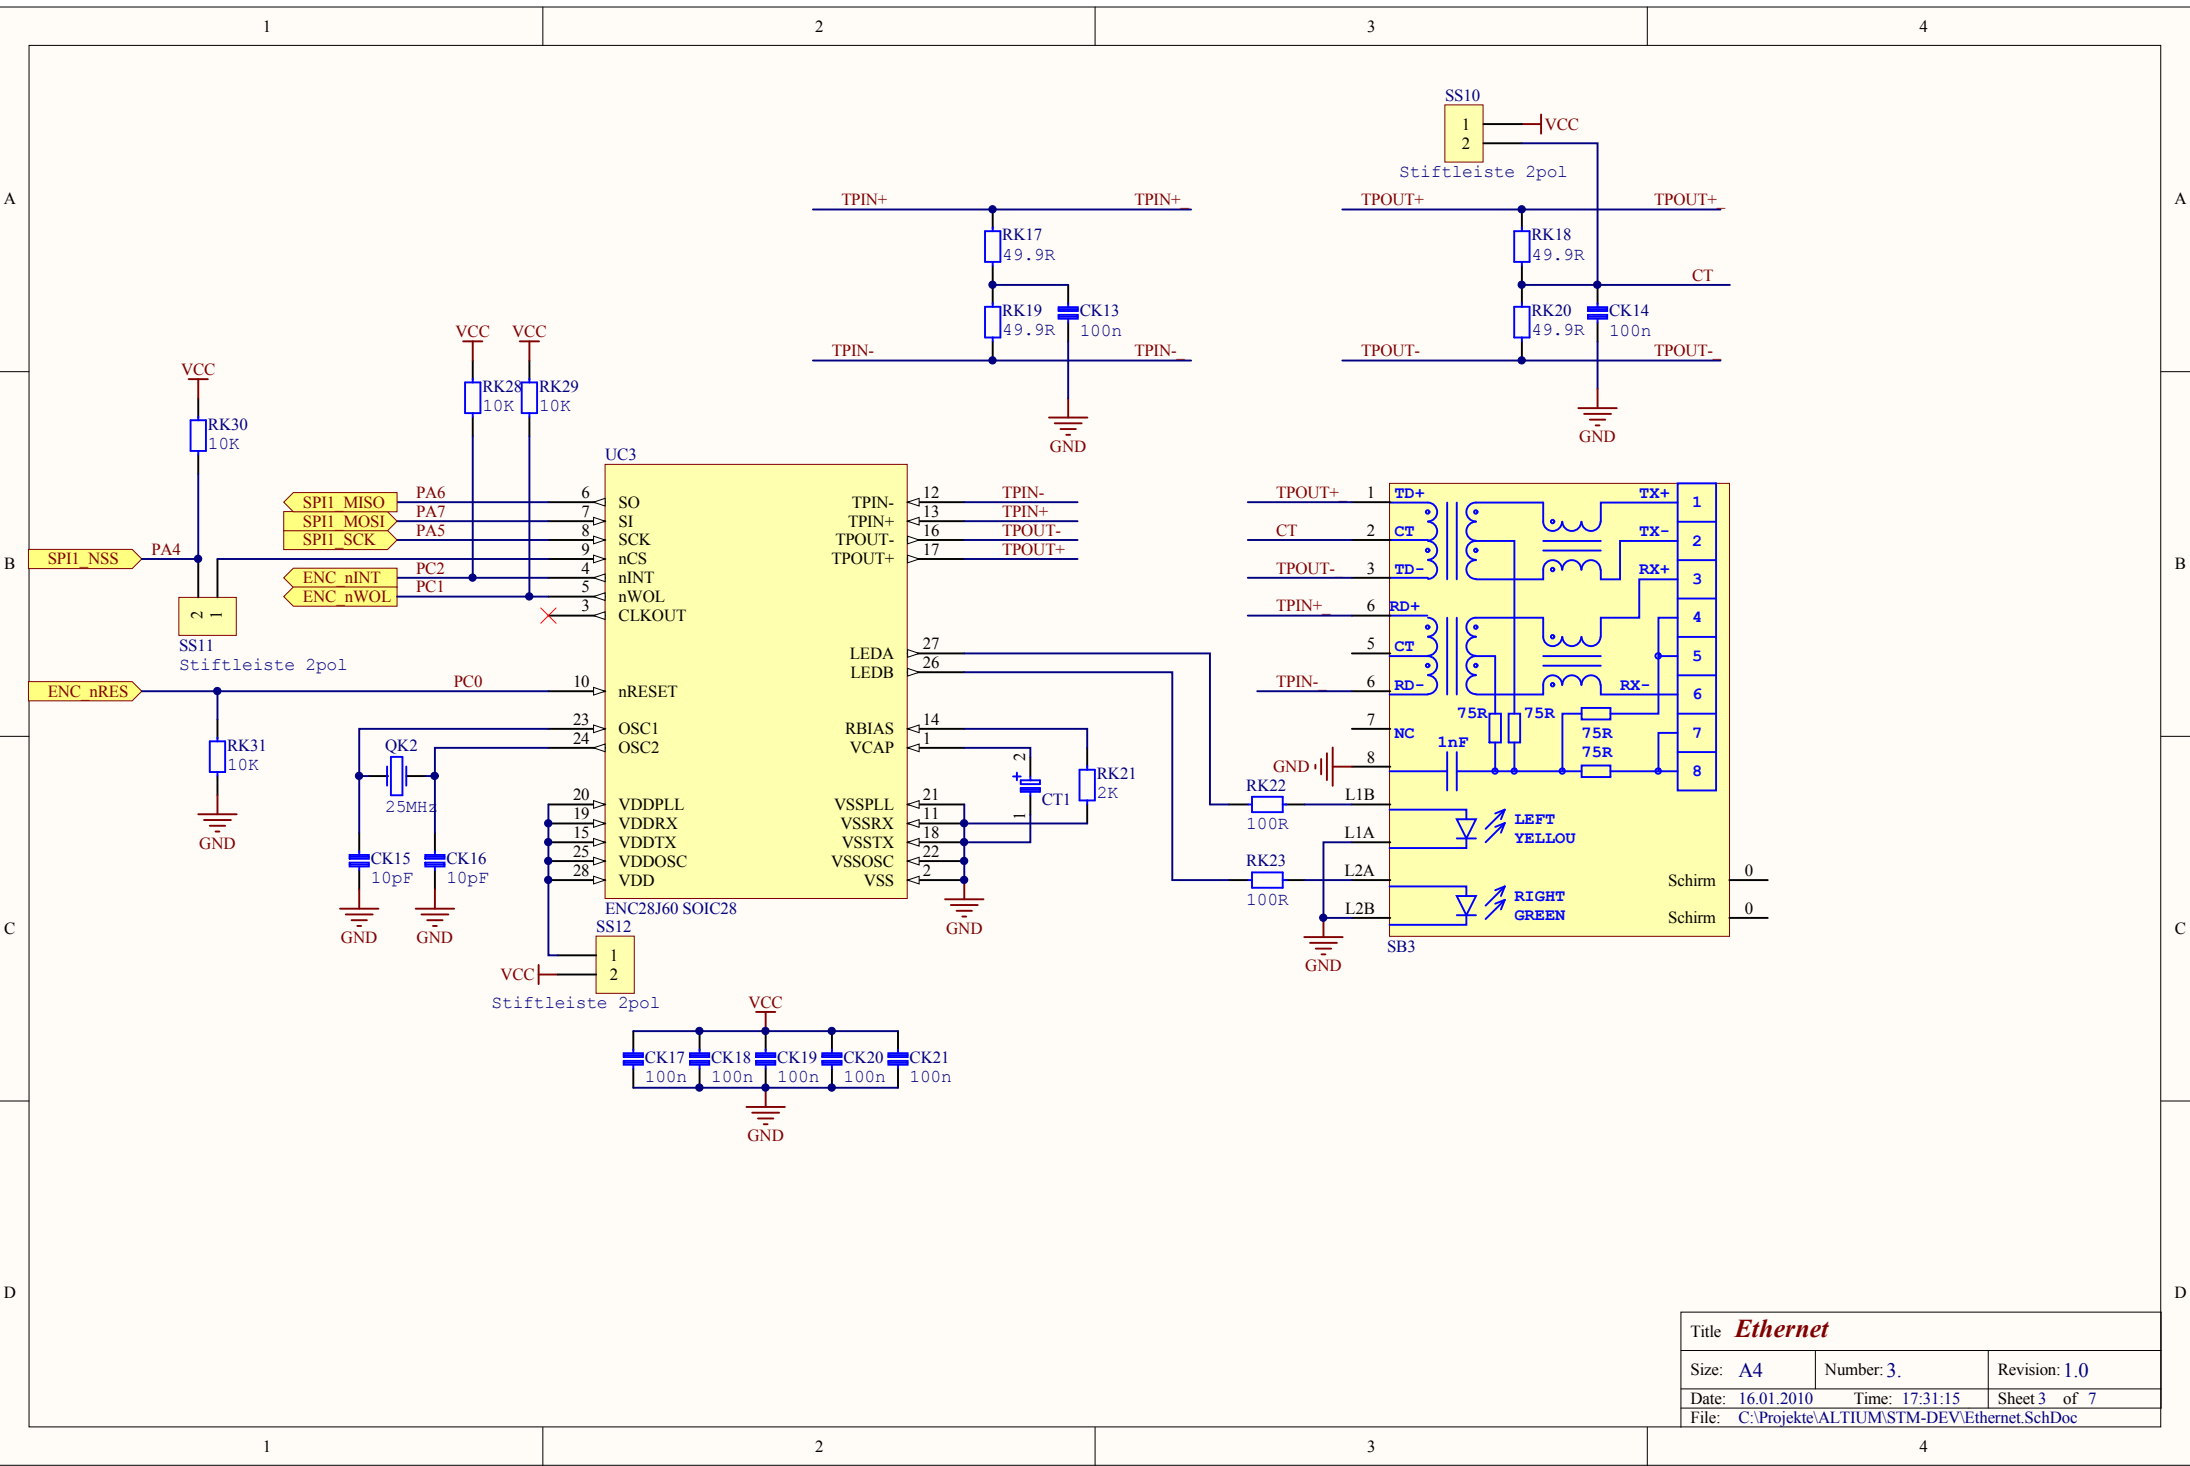 1 2 3 4
A A
B B
C C
D D
1 2 3 4
SS10
1 VCC
2
Stiftleiste 2pol
TPIN+ TPIN+_
RK17
49.9R
RK19
49.9R
CK13
100n
TPIN- TPIN-_
GND
TPOUT+ TPOUT+_
RK18
49.9R
CT
RK20
49.9R
CK14
100n
TPOUT- TPOUT-_
GND
VCC VCC
RK28 RK29
10K 10K
VCC
RK30
10K
SPI1_NSS PA4
2 1
SS11
Stiftleiste 2pol
SPI1_MISO PA6
SPI1_MOSI PA7
SPI1_SCK PA5
ENC_nINT PC2
ENC_nWOL PC1
ENC_nRES PC0
RK31
10K
GND
QK2
25MHz
CK15
10pF
CK16
10pF
GND GND
UC3
6 SO
7 SI
8 SCK
9 nCS
4 nINT
5 nWOL
3 CLKOUT
10 nRESET
23 OSC1
24 OSC2
20 VDDPLL
19 VDDRX
15 VDDTX
25 VDDOSC
28 VDD
TPIN- 12 TPIN-
TPIN+ 13 TPIN+
TPOUT- 16 TPOUT-
TPOUT+ 17 TPOUT+
LEDA 27
LEDB 26
RBIAS 14
VCAP 1
VSSPLL 21
VSSRX 11
VSSTX 18
VSSOSC 22
VSS 2
ENC28J60 SOIC28
GND
2
+
CT1
1
RK21
2K
SS12
1
VCC 2
Stiftleiste 2pol
VCC
CK17 CK18 CK19 CK20 CK21
100n 100n 100n 100n 100n
GND
RK22
100R
RK23
100R
GND
TPOUT+_ 1 TD+
CT 2 CT
TPOUT-_ 3 TD-
TPIN+_ 6 RD+
5 CT
TPIN-_ 6 RD-
7 NC
GND 8
L1B
L1A
L2A
L2B
TX+ 1
TX- 2
RX+ 3
4
5
RX- 6
7
8
75R 75R
75R
75R
1nF
LEFT
YELLOU
RIGHT
GREEN
Schirm 0
Schirm 0
SB3
Title Ethernet
Size: A4 Number: 3. Revision: 1.0
Date: 16.01.2010 Time: 17:31:15 Sheet 3 of 7
File: C:\Projekte\ALTIUM\STM-DEV\Ethernet.SchDoc